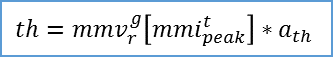 th = mmv_r^g[mmi_peak^t] * a_th